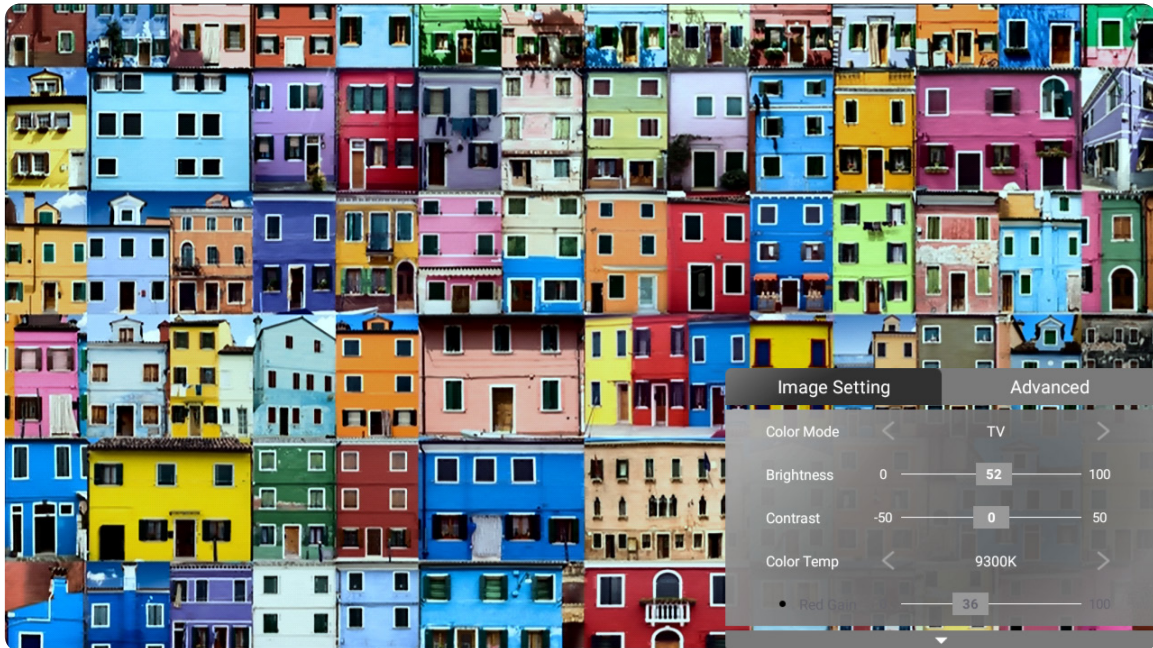 Image Setting Advanced
Color Mode TV
Brightness 0 52 100
Contrast -50 0 50
Color Temp 9300K
Red Gain 36 100